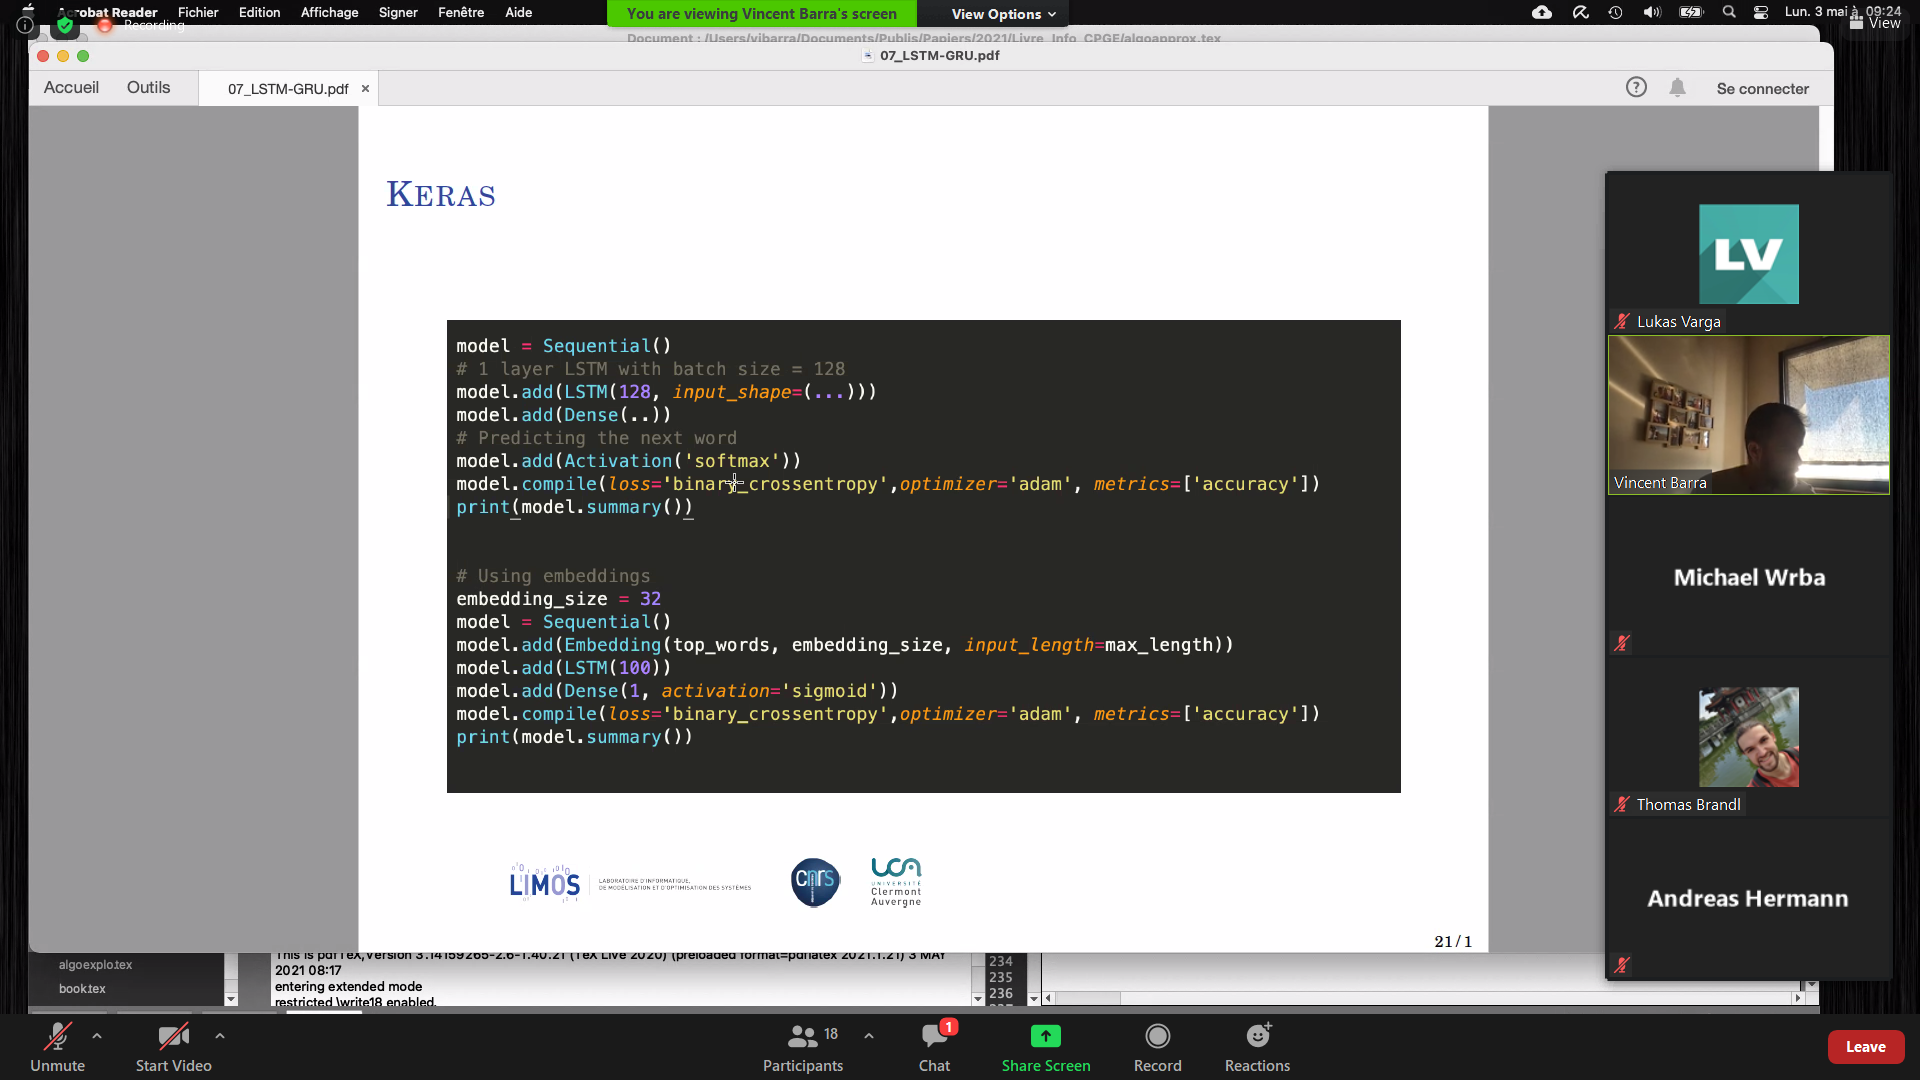 Acrobat Reader Fichier Edition Affichage Signer Fenêtre Aide
You are viewing Vincent Barra's screen
View Options
Lun. 3 mai à 09:24
Recording
View
Document : /Users/vibarra/Documents/Publis/Papiers/2021/Livre_Info_CPGE/algoapprox.tex
07_LSTM-GRU.pdf
Accueil Outils 07_LSTM-GRU.pdf ×
? Se connecter
KERAS
model = Sequential()
# 1 layer LSTM with batch size = 128
model.add(LSTM(128, input_shape=(...)))
model.add(Dense(..))
# Predicting the next word
model.add(Activation('softmax'))
model.compile(loss='binary_crossentropy',optimizer='adam', metrics=['accuracy'])
print(model.summary())
# Using embeddings
embedding_size = 32
model = Sequential()
model.add(Embedding(top_words, embedding_size, input_length=max_length))
model.add(LSTM(100))
model.add(Dense(1, activation='sigmoid'))
model.compile(loss='binary_crossentropy',optimizer='adam', metrics=['accuracy'])
print(model.summary())
LIMOS
LABORATOIRE D'INFORMATIQUE,
DE MODÉLISATION ET D'OPTIMISATION DES SYSTÈMES
cnrs
UCA
UNIVERSITÉ
Clermont
Auvergne
21/1
LV
Lukas Varga
Vincent Barra
Michael Wrba
Thomas Brandl
Andreas Hermann
algoexplo.tex
book.tex
This is pdfTeX, Version 3.14159265-2.6-1.40.21 (TeX Live 2020) (preloaded format=pdflatex 2021.1.21) 3 MAY
2021 08:17
entering extended mode
restricted \write18 enabled.
234
235
236
Unmute
Start Video
18
Participants
1
Chat
Share Screen
Record
Reactions
Leave